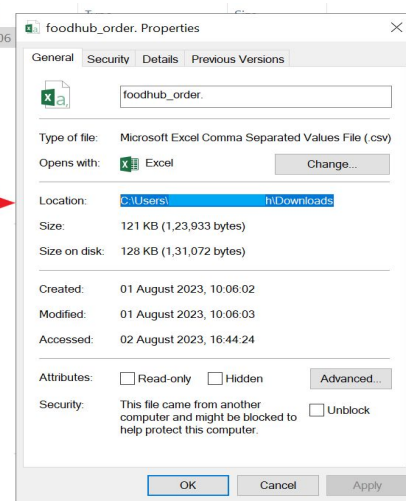 06
foodhub_order. Properties
General Security Details Previous Versions
foodhub_order.
Type of file: Microsoft Excel Comma Separated Values File (.csv)
Opens with: Excel Change...
Location: C:\Users\ h\Downloads
Size: 121 KB (1,23,933 bytes)
Size on disk: 128 KB (1,31,072 bytes)
Created: 01 August 2023, 10:06:02
Modified: 01 August 2023, 10:06:03
Accessed: 02 August 2023, 16:44:24
Attributes: Read-only Hidden Advanced...
Security: This file came from another
computer and might be blocked to Unblock
help protect this computer.
OK Cancel Apply